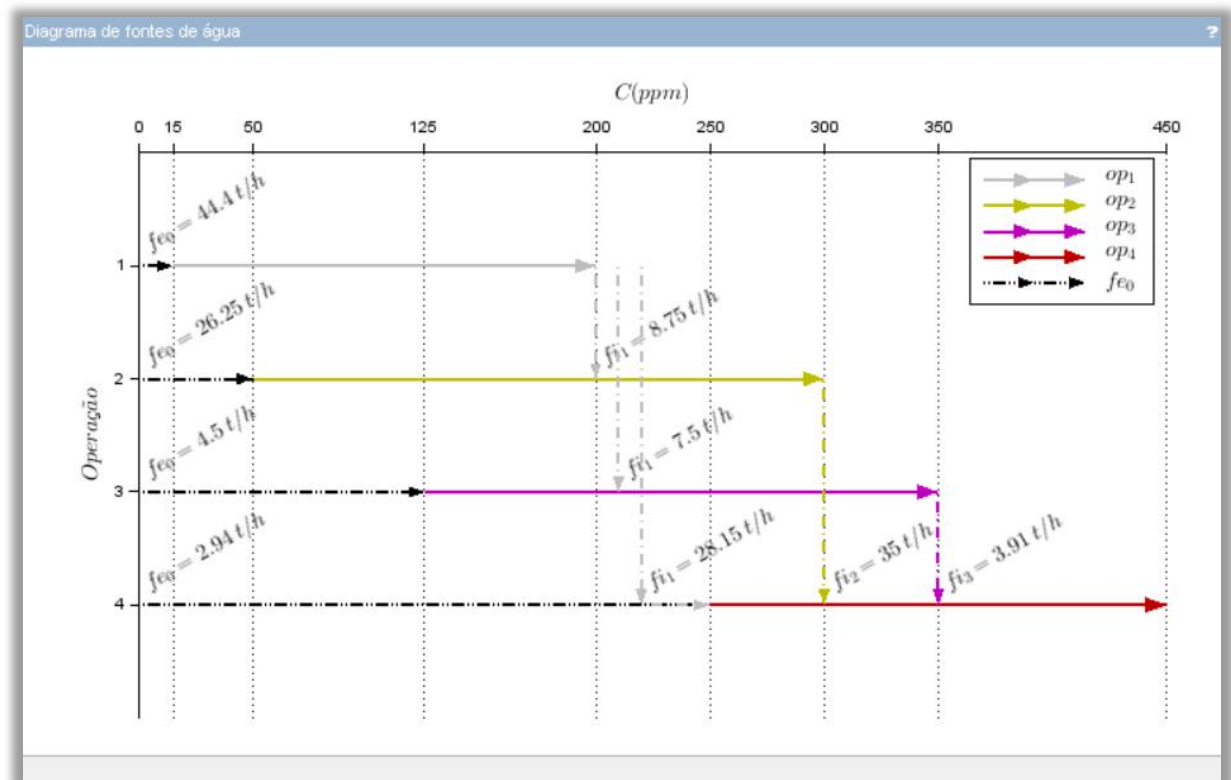 Diagrama de fontes de água
?
C(ppm)
0 15 50 125 200 250 300 350 450
op₁
op₂
op₃
op₄
fe₀
Operação
1
2
3
4
fe₀ = 44.4 t/h
fe₀ = 26.25 t/h
fi₁ = 8.75 t/h
fe₀ = 4.5 t/h
fi₁ = 7.5 t/h
fe₀ = 2.94 t/h
fi₁ = 28.15 t/h
fi₂ = 35 t/h
fi₃ = 3.91 t/h